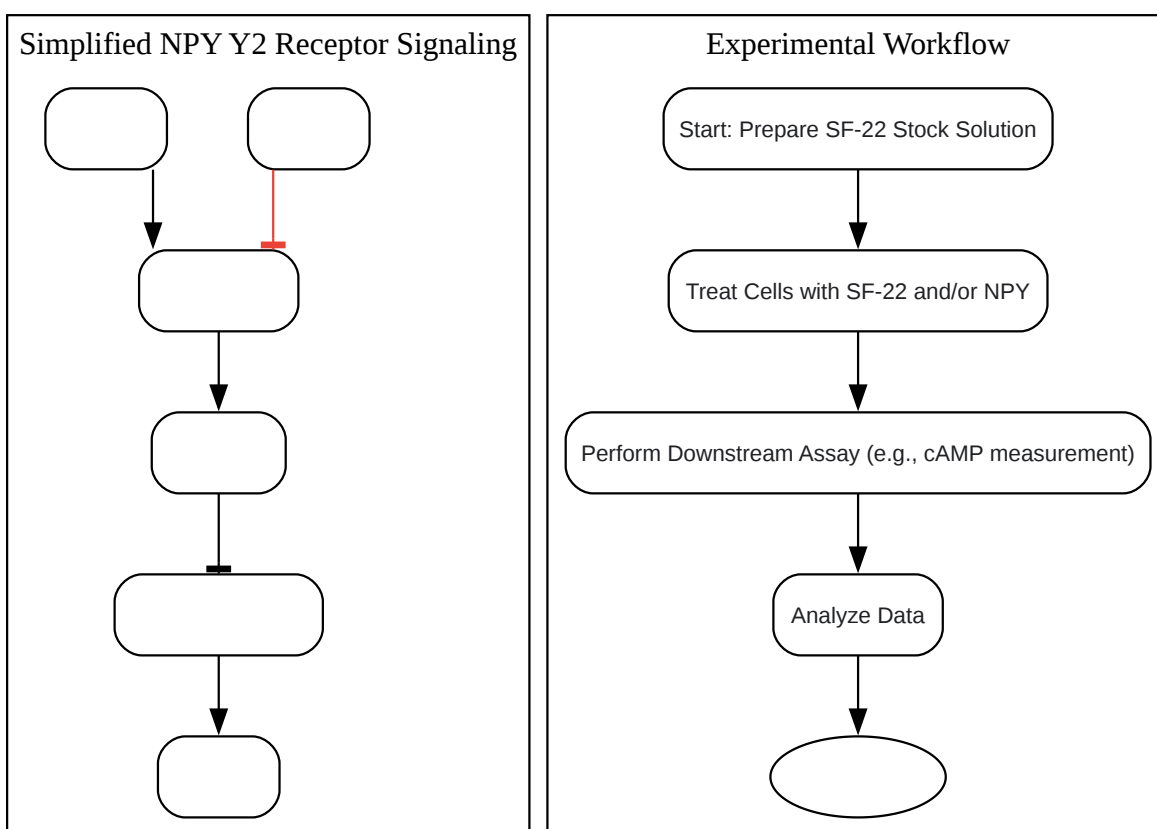 Simplified NPY Y2 Receptor Signaling
Experimental Workflow
Start: Prepare SF-22 Stock Solution
Treat Cells with SF-22 and/or NPY
Perform Downstream Assay (e.g., cAMP measurement)
Analyze Data